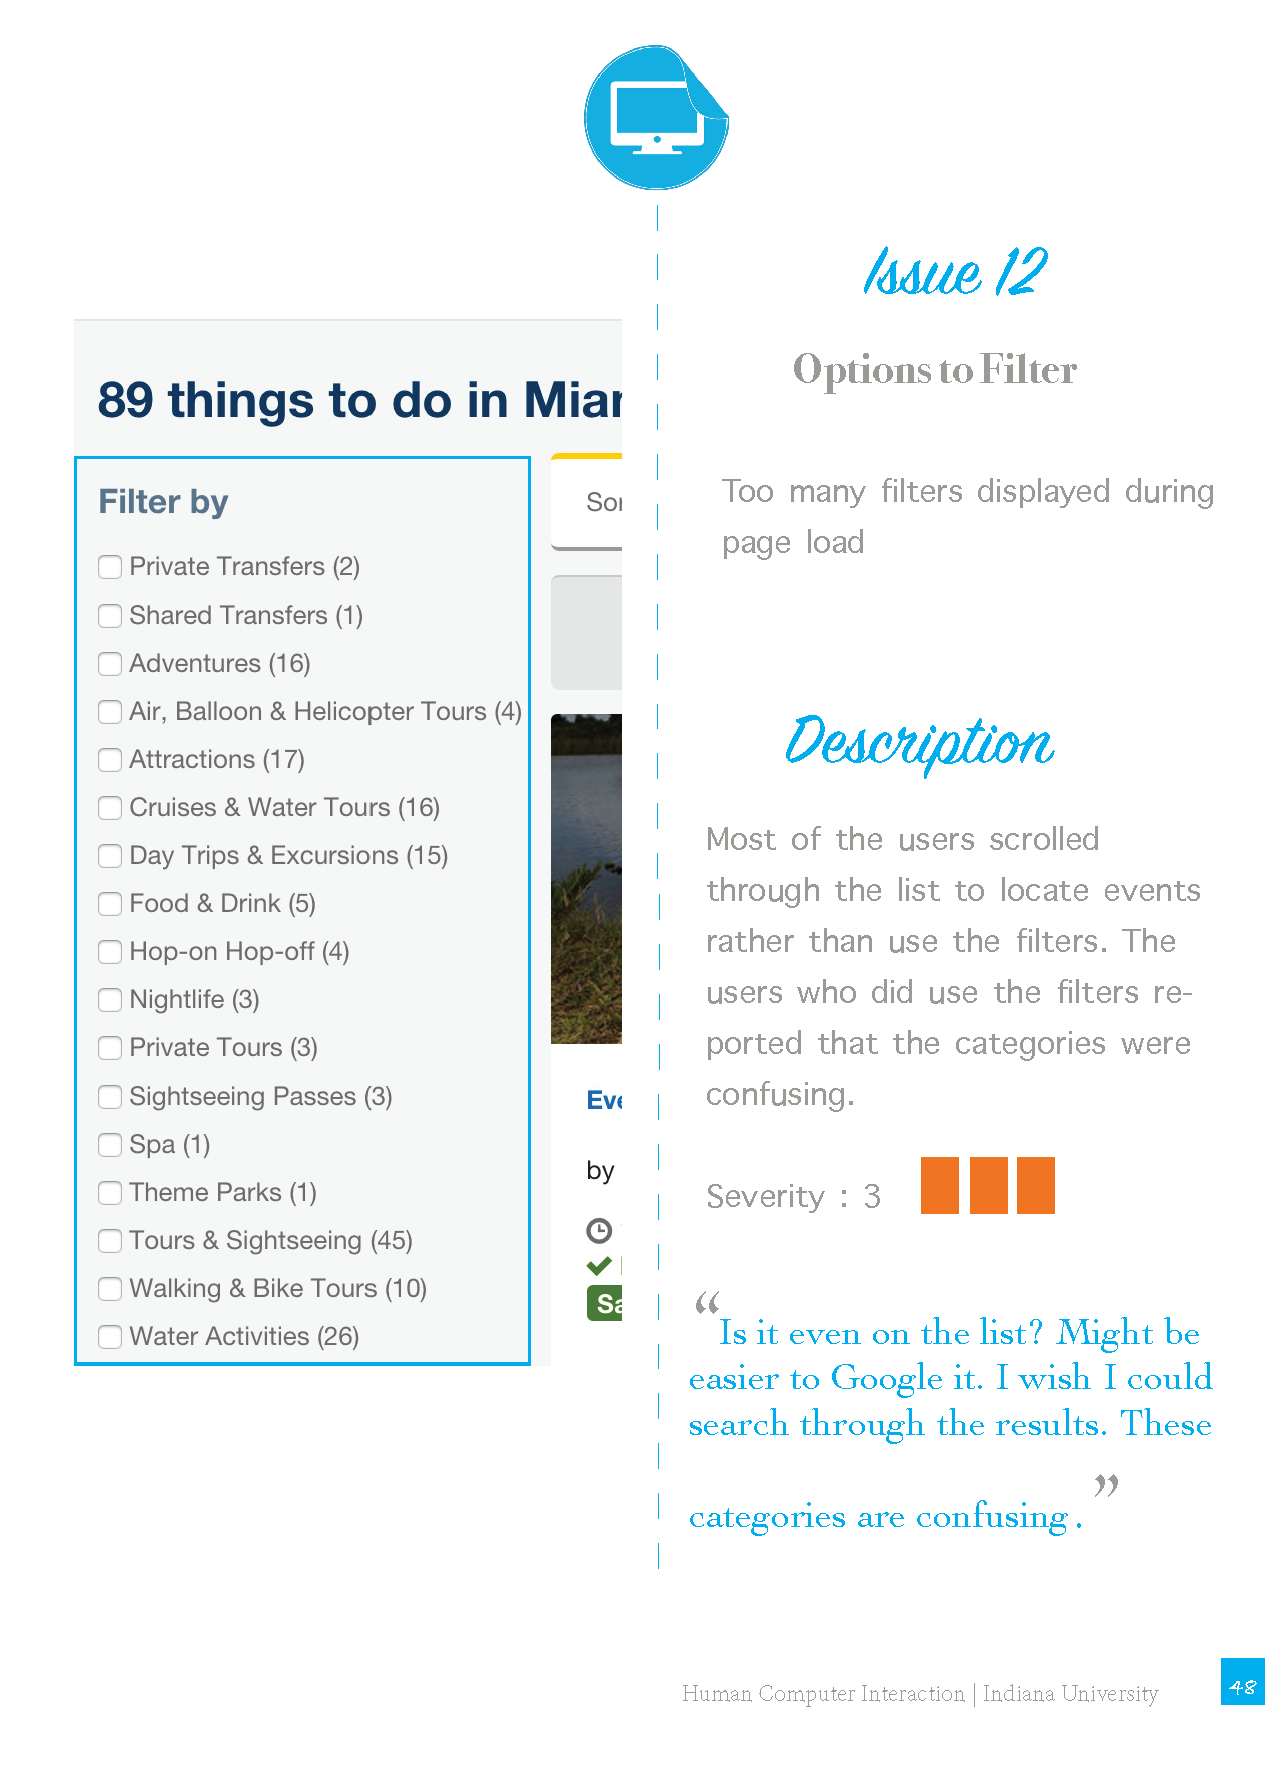 Issue 12
Options to Filter
Too many filters displayed during
page load
89 things to do in
Filter by
Private Transfers (2)
Shared Transfers (1)
Adventures (16)
Air, Balloon & Helicopter Tours (4)
Attractions (17)
Cruises & Water Tours (16)
Day Trips & Excursions (15)
Food & Drink (5)
Hop-on Hop-off (4)
Nightlife (3)
Private Tours (3)
Sightseeing Passes (3)
Spa (1)
Theme Parks (1)
Tours & Sightseeing (45)
Walking & Bike Tours (10)
Water Activities (26)
by
Description
Most of the users scrolled
through the list to locate events
rather than use the filters. The
users who did use the filters re-
ported that the categories were
confusing.
Severity : 3
“Is it even on the list? Might be
easier to Google it. I wish I could
search through the results. These
categories are confusing.”
Human Computer Interaction | Indiana University
48